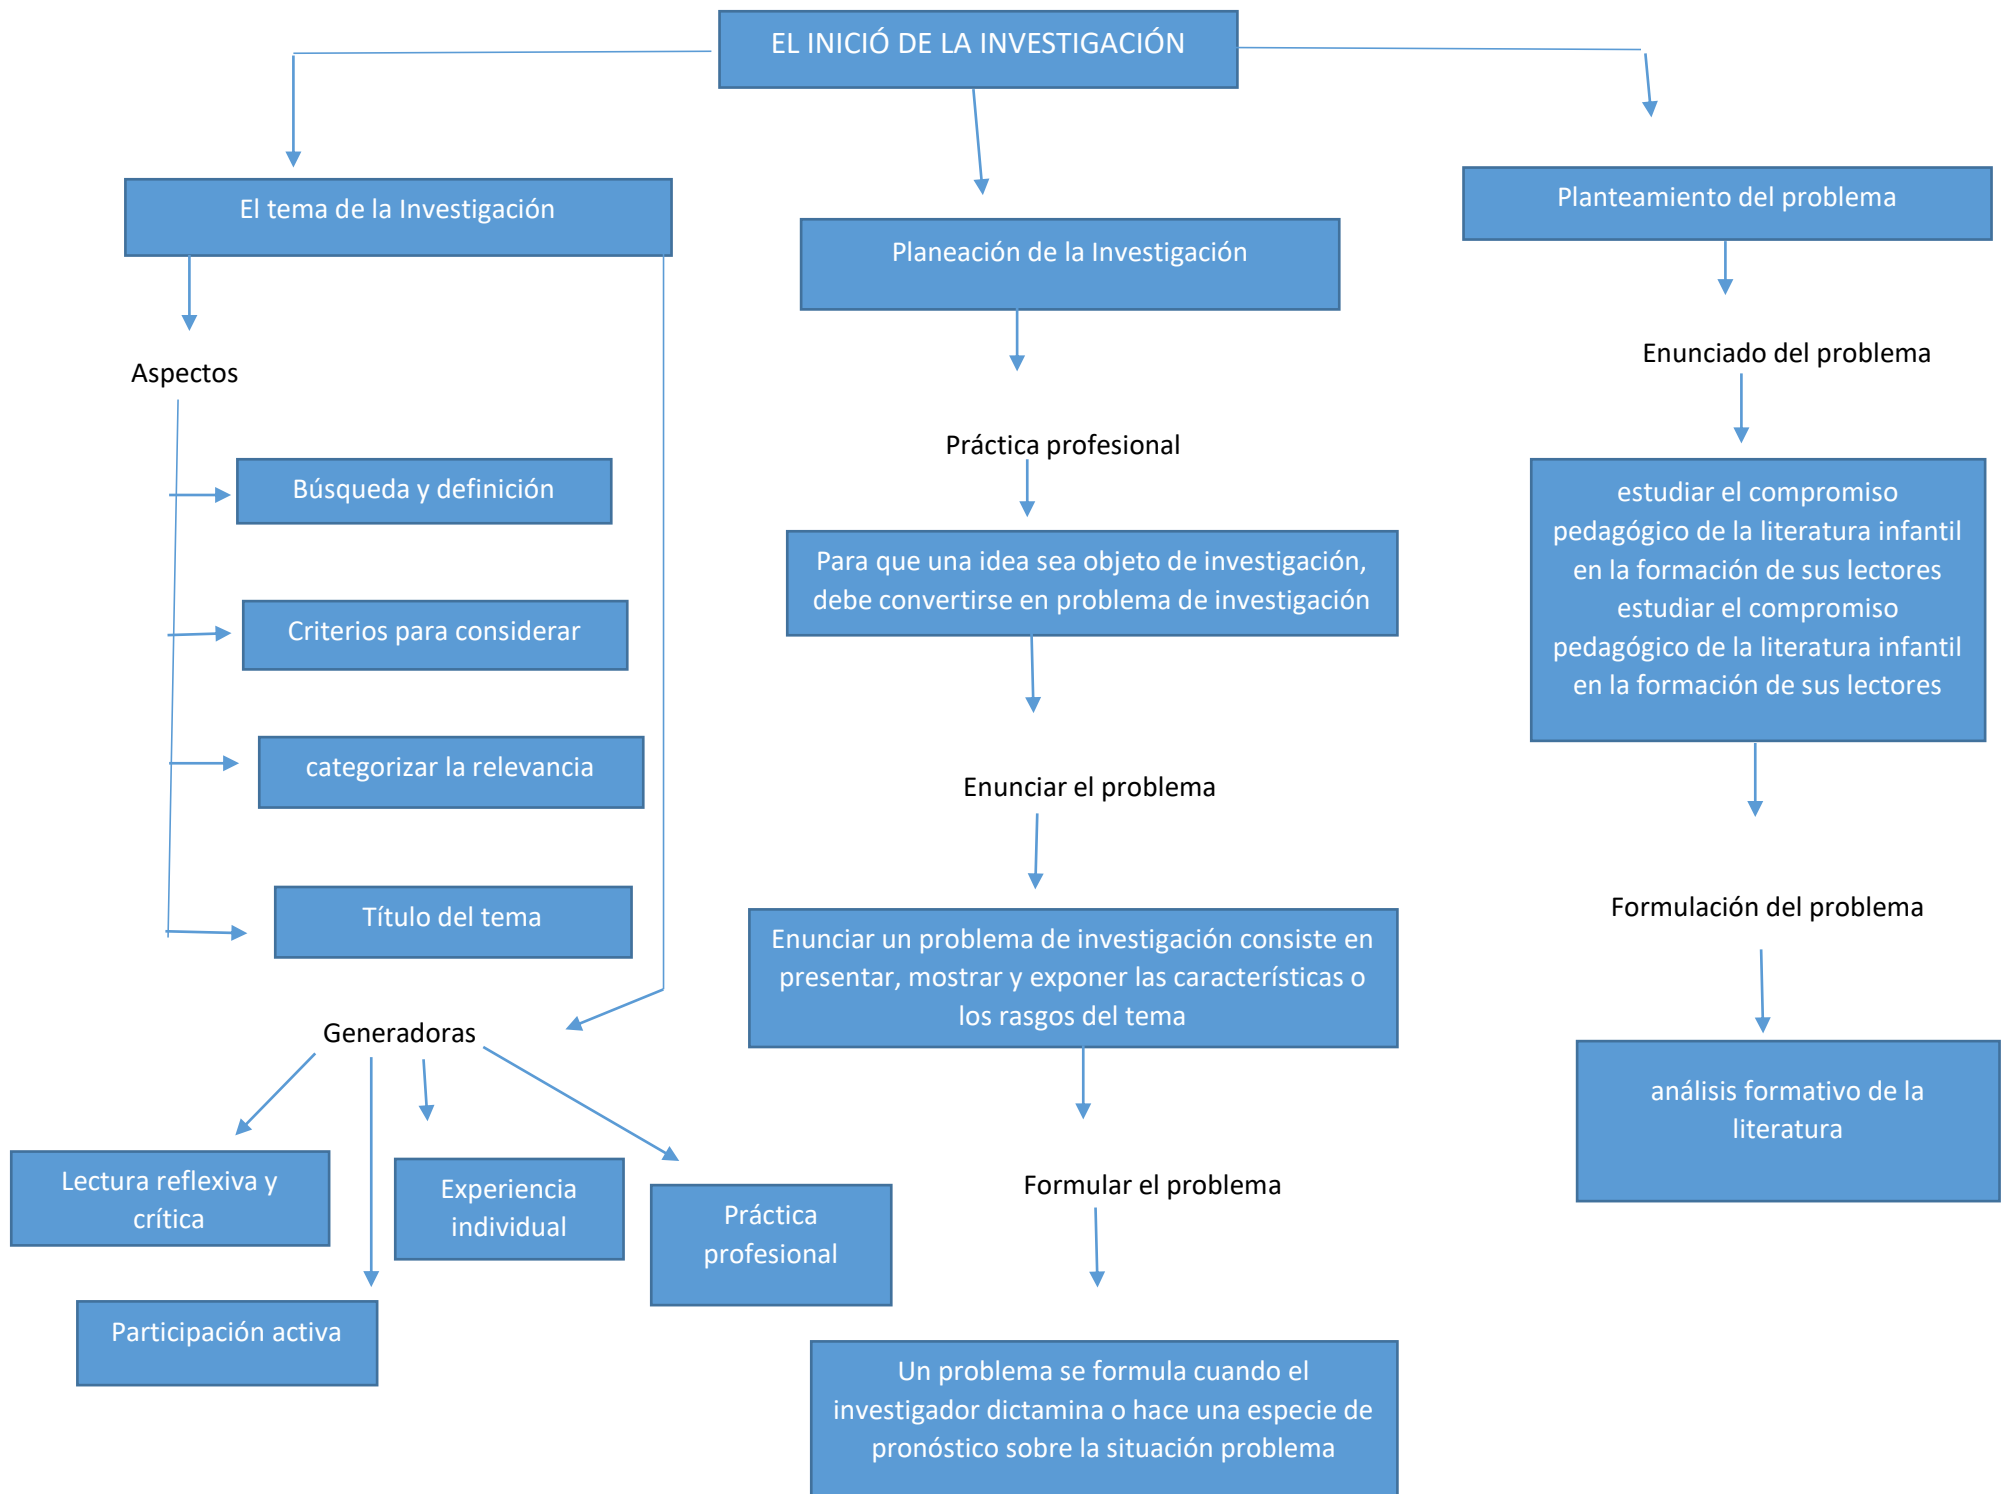 EL INICIÓ DE LA INVESTIGACIÓN
El tema de la Investigación
Aspectos
Búsqueda y definición
Criterios para considerar
categorizar la relevancia
Título del tema
Generadoras
Lectura reflexiva y
crítica
Participación activa
Experiencia
individual
Práctica
profesional
Planeación de la Investigación
Práctica profesional
Para que una idea sea objeto de investigación,
debe convertirse en problema de investigación
Enunciar el problema
Enunciar un problema de investigación consiste en
presentar, mostrar y exponer las características o
los rasgos del tema
Formular el problema
Un problema se formula cuando el
investigador dictamina o hace una especie de
pronóstico sobre la situación problema
Planteamiento del problema
Enunciado del problema
estudiar el compromiso
pedagógico de la literatura infantil
en la formación de sus lectores
estudiar el compromiso
pedagógico de la literatura infantil
en la formación de sus lectores
Formulación del problema
análisis formativo de la
literatura